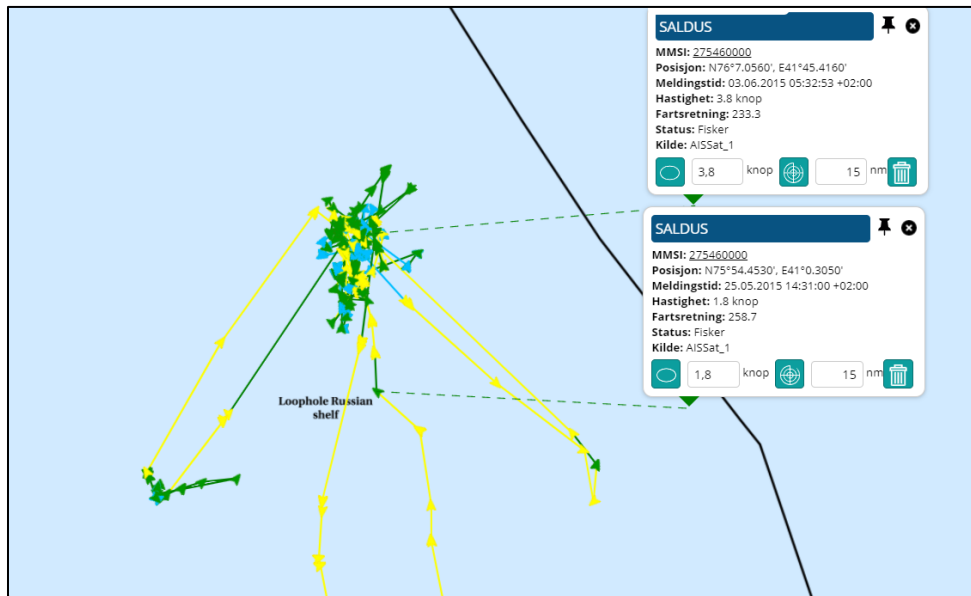 SALDUS
MMSI: 275460000
Posisjon: N76°7.0560', E41°45.4160'
Meldingstid: 03.06.2015 05:32:53 +02:00
Hastighet: 3.8 knop
Fartsretning: 233.3
Status: Fisker
Kilde: AISSat_1
3,8 knop 15 nm
SALDUS
MMSI: 275460000
Posisjon: N75°54.4530', E41°0.3050'
Meldingstid: 25.05.2015 14:31:00 +02:00
Hastighet: 1.8 knop
Fartsretning: 258.7
Status: Fisker
Kilde: AISSat_1
1,8 knop 15 nm
Loophole Russian
shelf